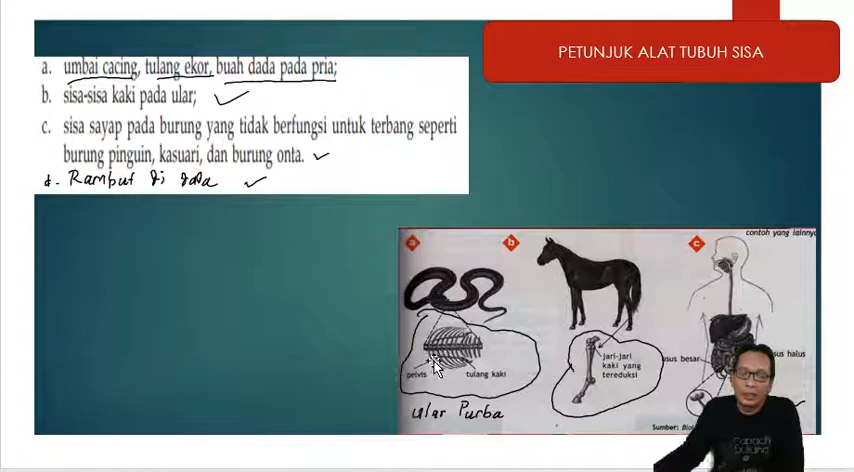 PETUNJUK ALAT TUBUH SISA
a. umbai cacing, tulang ekor, buah dada pada pria;
b. sisa-sisa kaki pada ular;
c. sisa sayap pada burung yang tidak berfungsi untuk terbang seperti
burung pinguin, kasuari, dan burung onta.
d. Rambut di dada
contoh yang lainnya
a
b
c
jari-jari
kaki yang
tereduksi
usus besar
usus halus
pelvis
tulang kaki
ular Purba
Sumber: